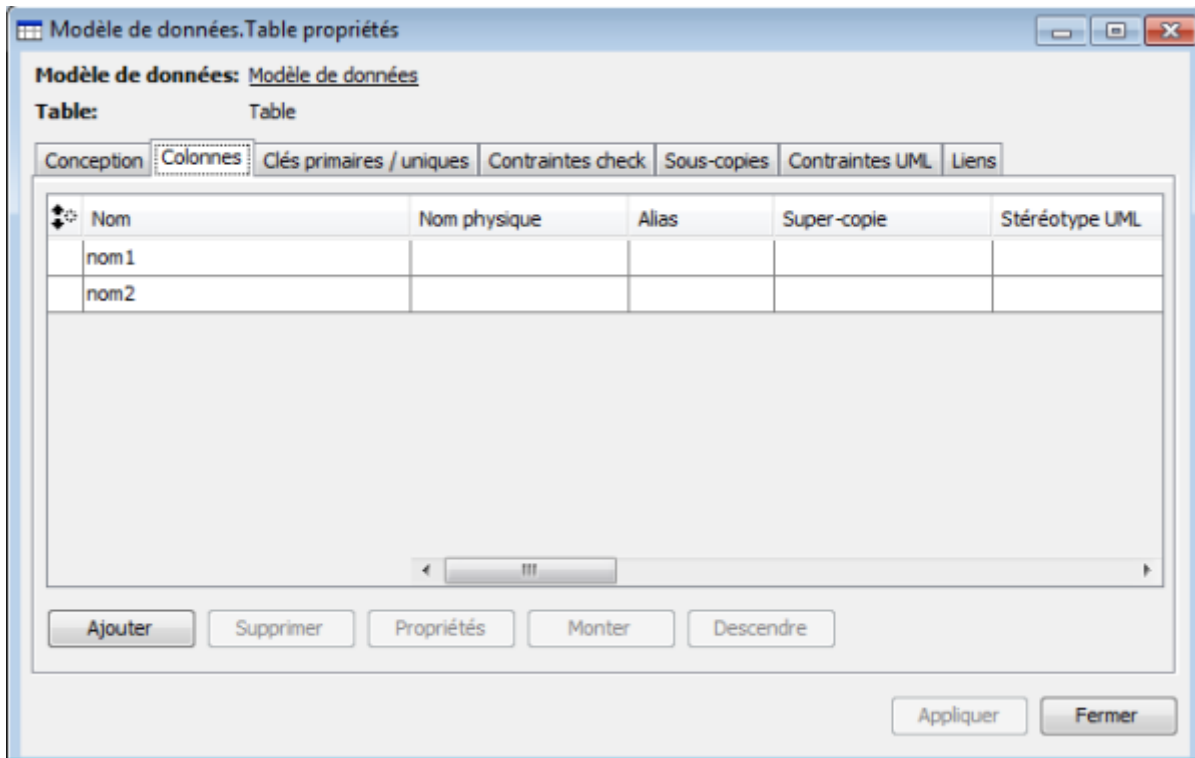 Modèle de données.Table propriétés
Modèle de données: Modèle de données
Table: Table
Conception Colonnes Clés primaires / uniques Contraintes check Sous-copies Contraintes UML Liens
Nom Nom physique Alias Super-copie Stéréotype UML
nom1
nom2
Ajouter Supprimer Propriétés Monter Descendre
Appliquer Fermer